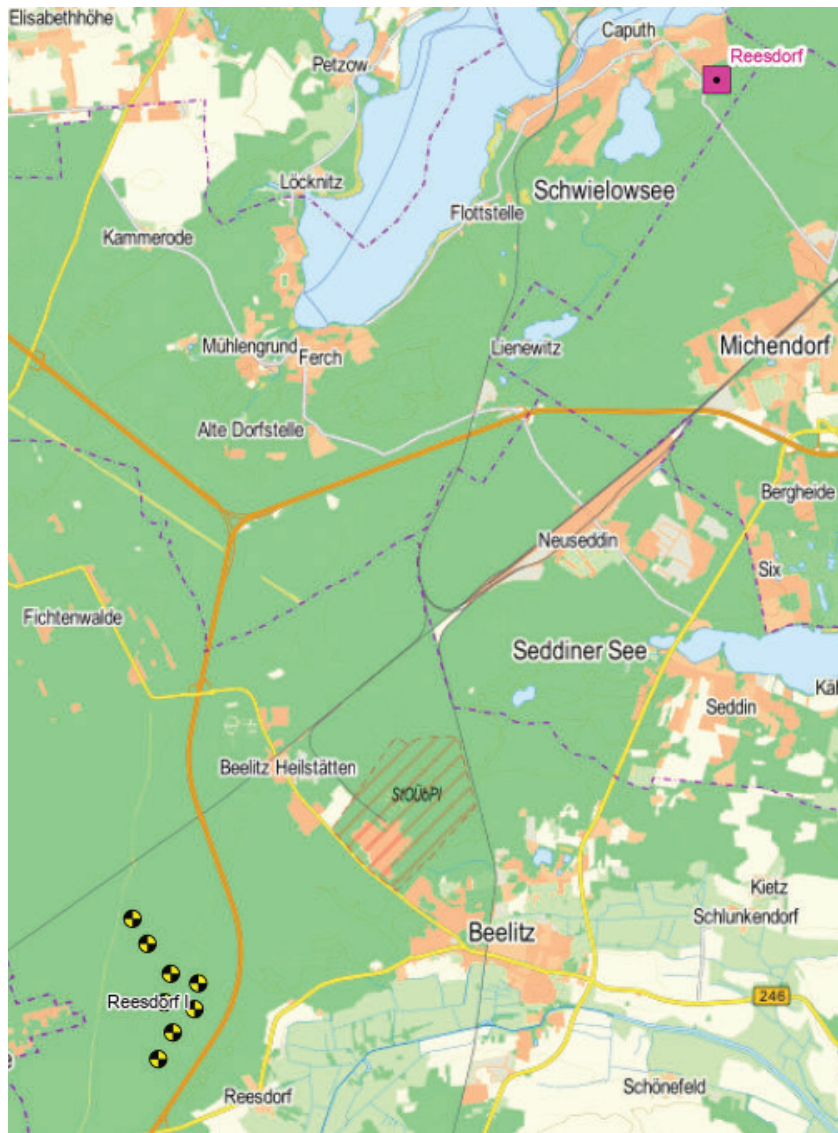 Elisabethhöhe
Caputh
Reesdorf
Petzow
Löcknitz
Schwielowsee
Flottstelle
Kammerode
Mühlengrund
Ferch
Lienewitz
Michendorf
Alte Dorfstelle
Bergheide
Neuseddin
Six
Fichtenwalde
Seddiner See
Seddin
Käh
Beelitz Heilstätten
StOÜbPl
Kietz
Schlunkendorf
Beelitz
Reesdorf I
246
e
Reesdorf
Schönefeld